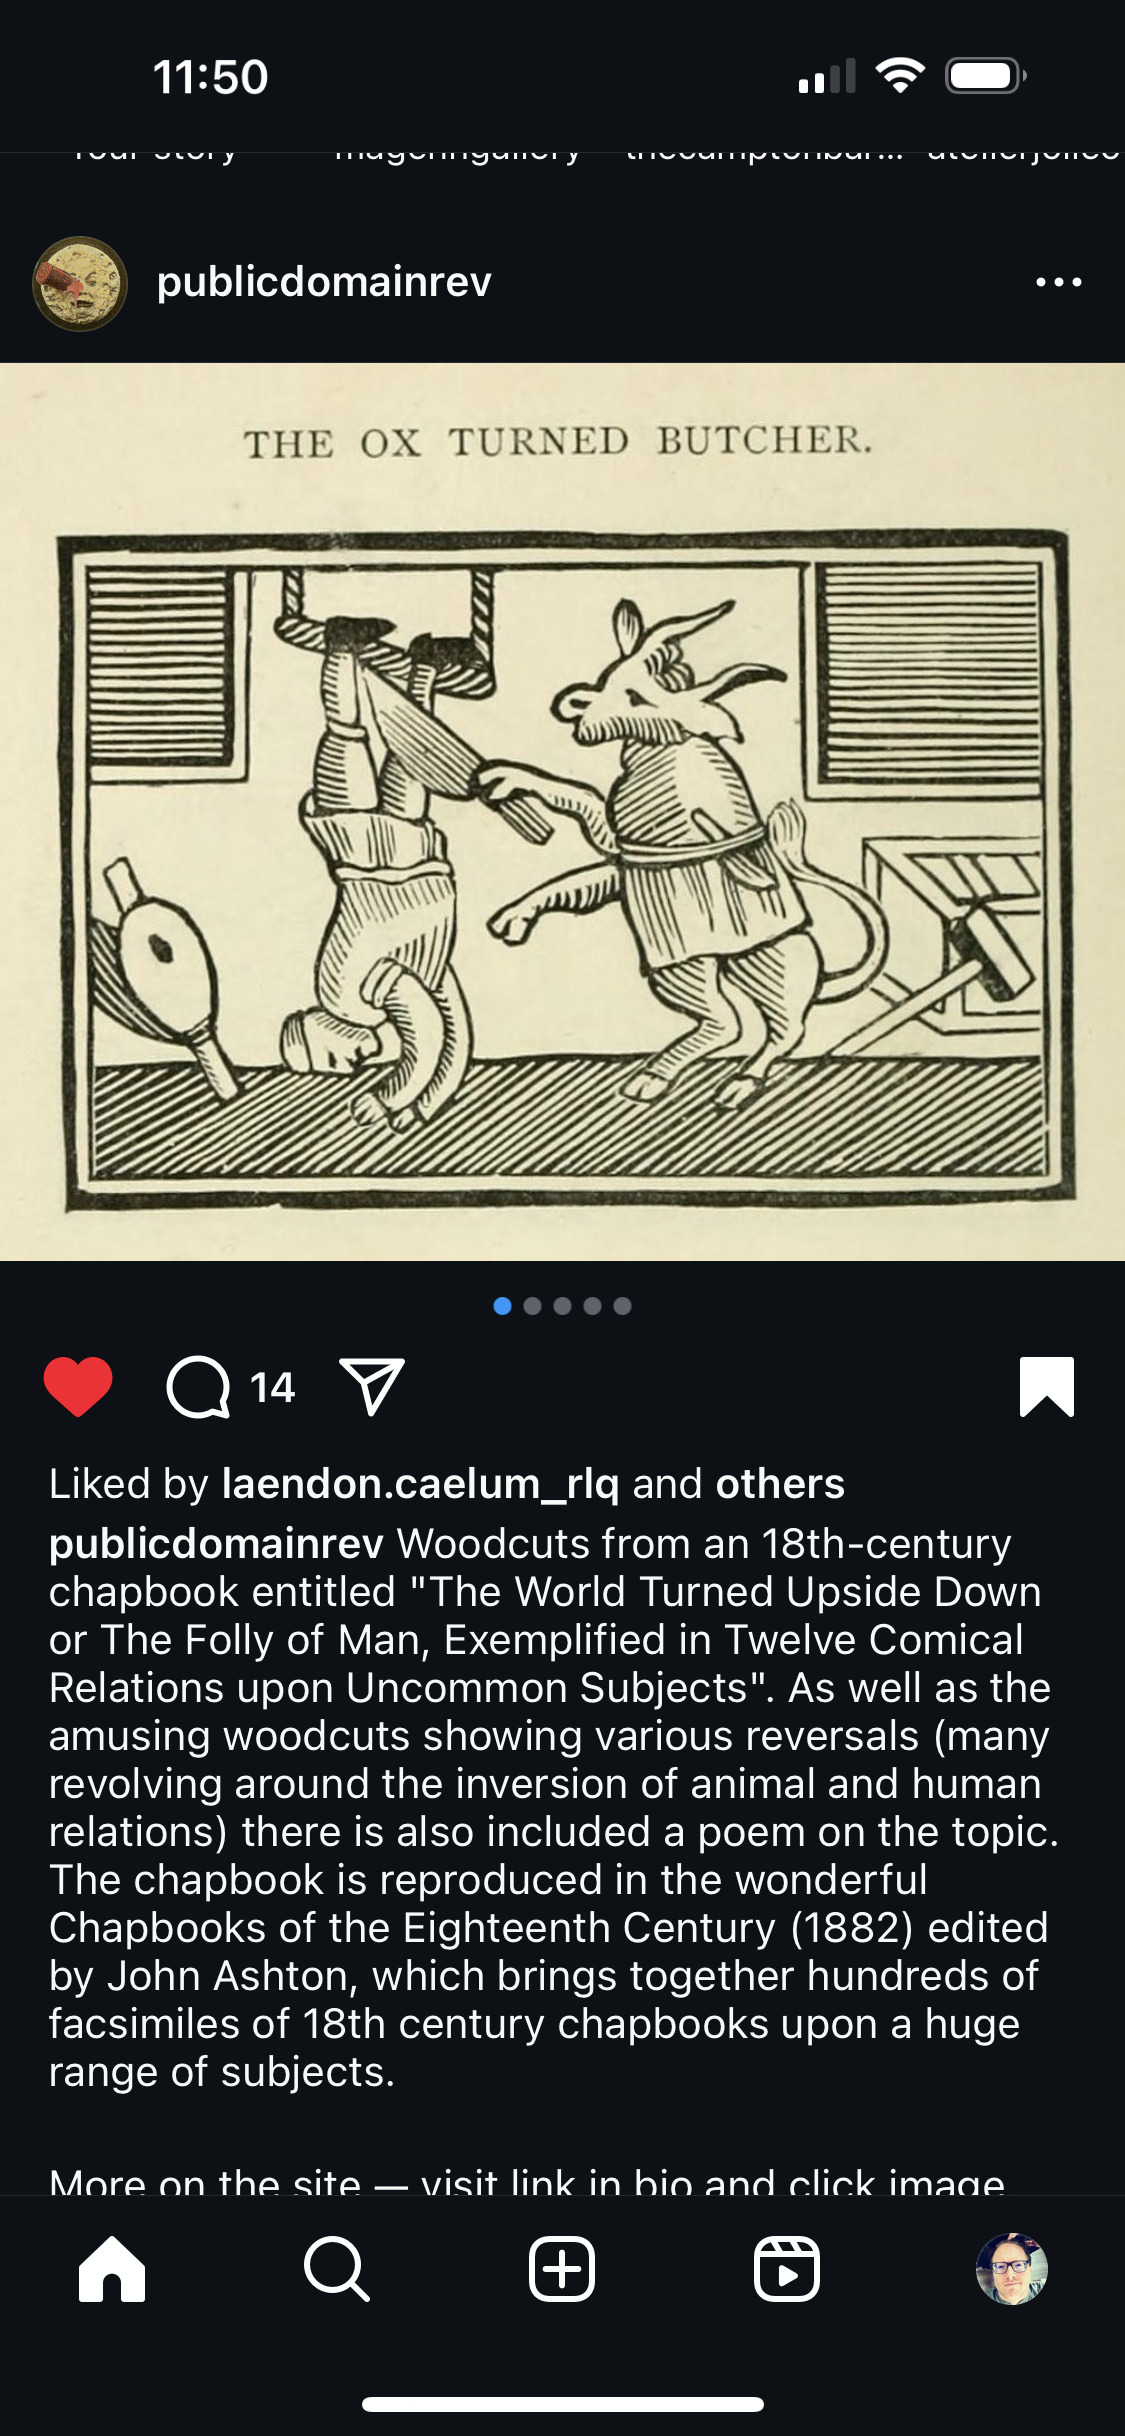 11:50
Your story mageringallery thecamptonbar... atelierjolieo
publicdomainrev
THE OX TURNED BUTCHER.
14
Liked by laendon.caelum_rlq and others
publicdomainrev Woodcuts from an 18th-century
chapbook entitled "The World Turned Upside Down
or The Folly of Man, Exemplified in Twelve Comical
Relations upon Uncommon Subjects". As well as the
amusing woodcuts showing various reversals (many
revolving around the inversion of animal and human
relations) there is also included a poem on the topic.
The chapbook is reproduced in the wonderful
Chapbooks of the Eighteenth Century (1882) edited
by John Ashton, which brings together hundreds of
facsimiles of 18th century chapbooks upon a huge
range of subjects.
More on the site — visit link in bio and click image